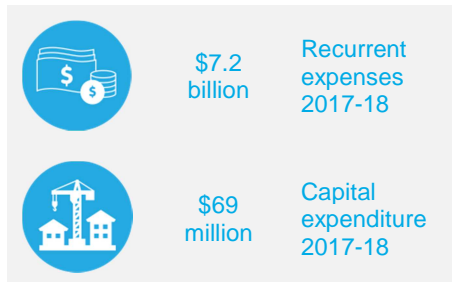 $
$
$7.2
billion
Recurrent
expenses
2017-18
$69
million
Capital
expenditure
2017-18